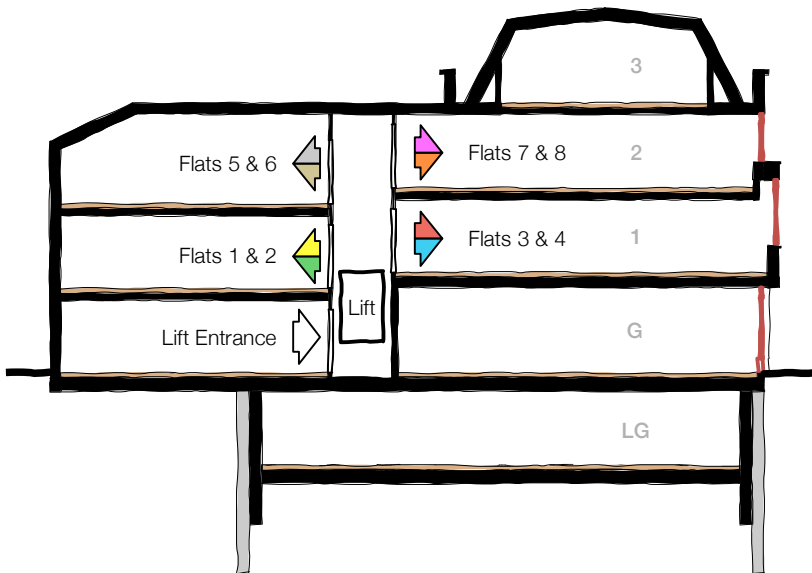 3
Flats 5 & 6
Flats 7 & 8
2
Flats 1 & 2
Flats 3 & 4
1
Lift
Lift Entrance
G
LG